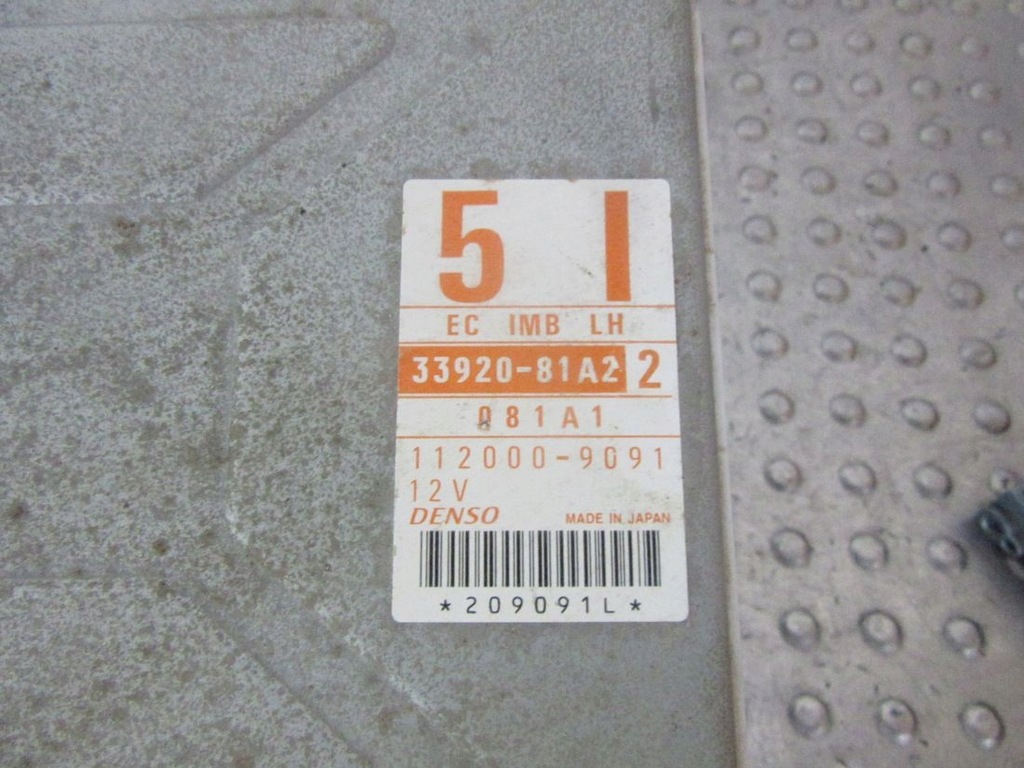 5 I
EC IMB LH
33920-81A2 2
081A1
112000-9091
12V
DENSO MADE IN JAPAN
*209091L*